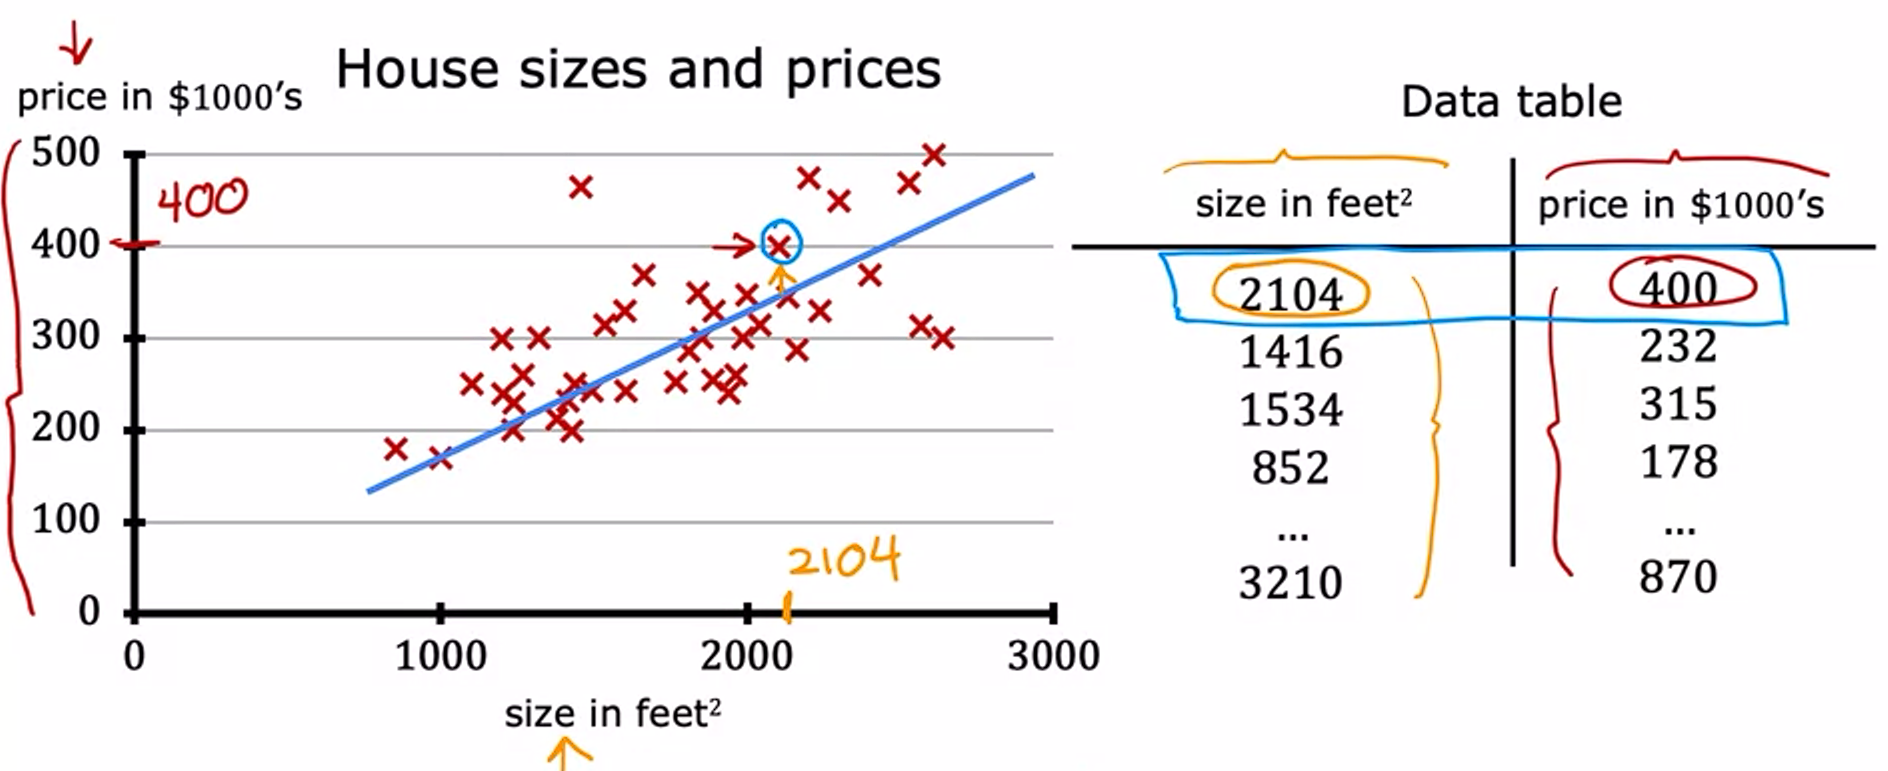 House sizes and prices
price in $1000's
500
400
400
300
200
100
0
2104
0 1000 2000 3000
size in feet²
Data table
size in feet² price in $1000's
2104 400
1416 232
1534 315
852 178
... ...
3210 870